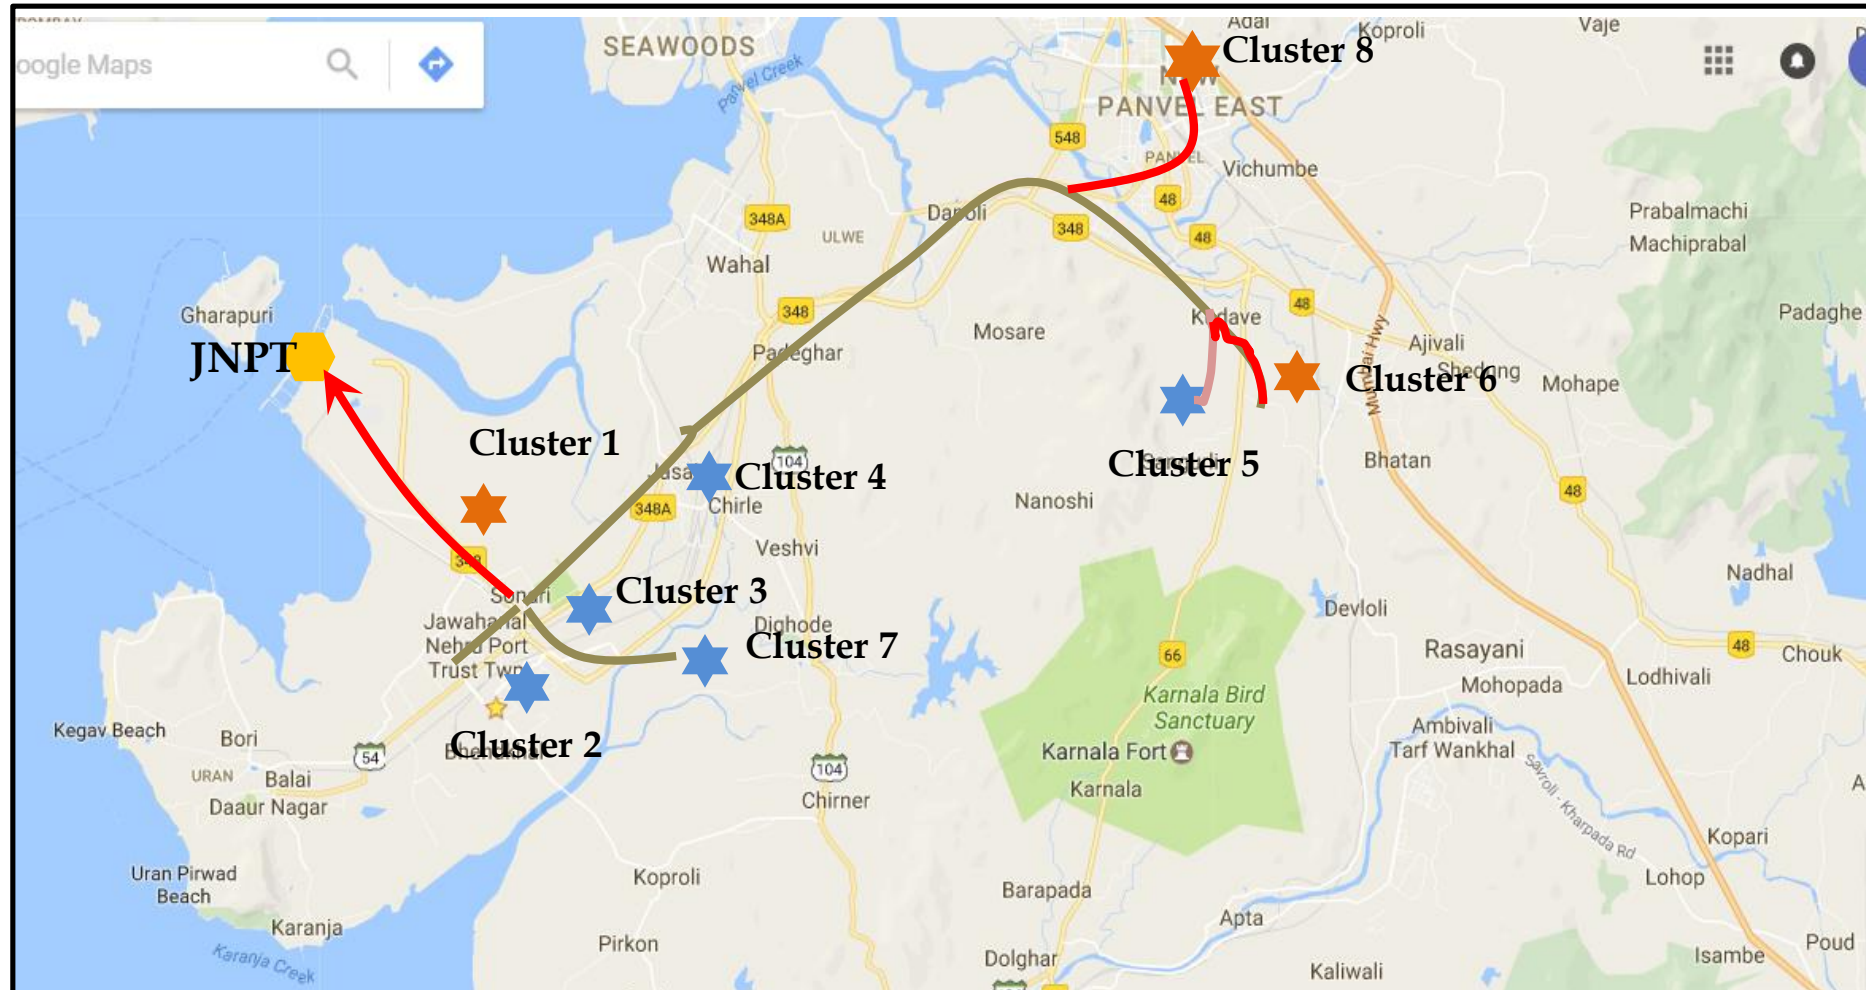 BOMBAY
oogle Maps
SEAWOODS
Panvel Creek
Adai
Koproli
Vaje
Cluster 8
PANVEL EAST
548
PANVEL
Vichumbe
48
348A
ULWE
Dapoli
348
48
Prabalmachi
Machiprabal
Wahal
Gharapuri
348
48
Mosare
Padaghe
JNPT
Padeghar
Ajivali
Mohape
Mumbai Hwy
Cluster 6
Cluster 1
Cluster 4
104
Cluster 5
Bhatan
348A
Chirle
Nanoshi
48
Veshvi
Nadhal
Cluster 3
Devloli
Jawaharlal
Nehru Port
Trust Twn
Dighode
Cluster 7
66
Rasayani
48
Chouk
Mohopada
Lodhivali
Karnala Bird
Sanctuary
Kegav Beach
Bori
Cluster 2
54
Karnala Fort
Ambivali
Tarf Wankhal
URAN
Balai
104
Savroli - Kharpada Rd
Daaur Nagar
Chirner
Karnala
Kopari
Uran Pirwad
Beach
Koproli
Barapada
Lohop
Karanja
Apta
Karanja Creek
Pirkon
Dolghar
Kaliwali
Isambe
Poud